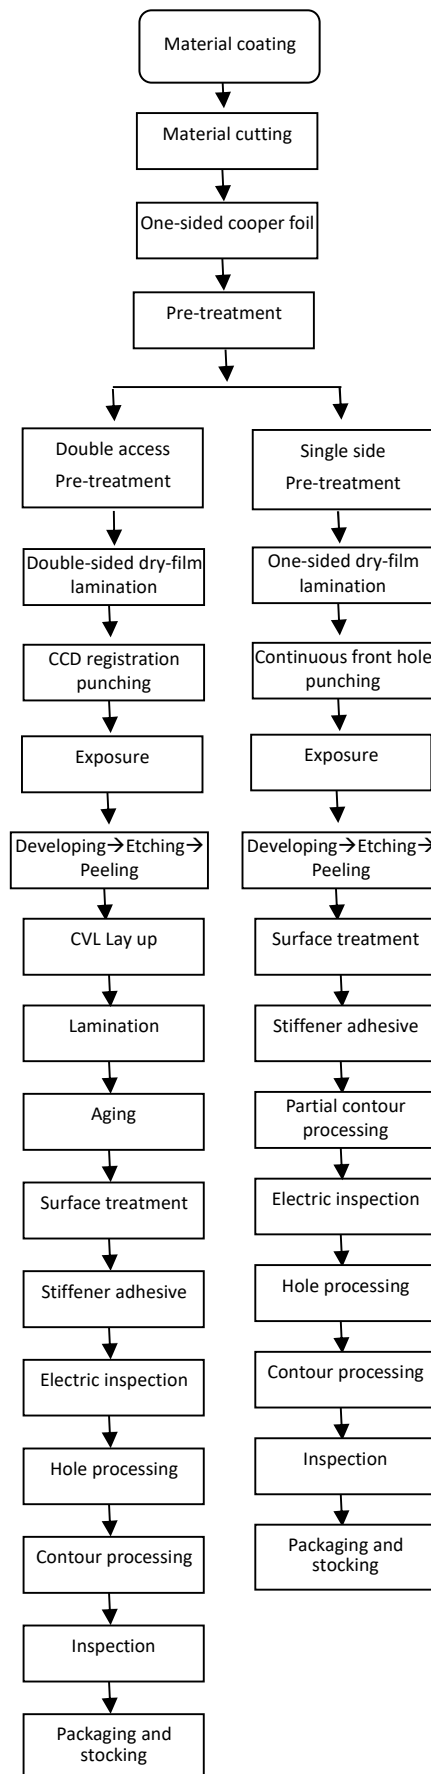 Material coating
Material cutting
One-sided cooper foil
Pre-treatment
Double access
Pre-treatment
Double-sided dry-film
lamination
CCD registration
punching
Exposure
Developing→Etching→
Peeling
CVL Lay up
Lamination
Aging
Surface treatment
Stiffener adhesive
Electric inspection
Hole processing
Contour processing
Inspection
Packaging and
stocking
Single side
Pre-treatment
One-sided dry-film
lamination
Continuous front hole
punching
Exposure
Developing→Etching→
Peeling
Surface treatment
Stiffener adhesive
Partial contour
processing
Electric inspection
Hole processing
Contour processing
Inspection
Packaging and
stocking